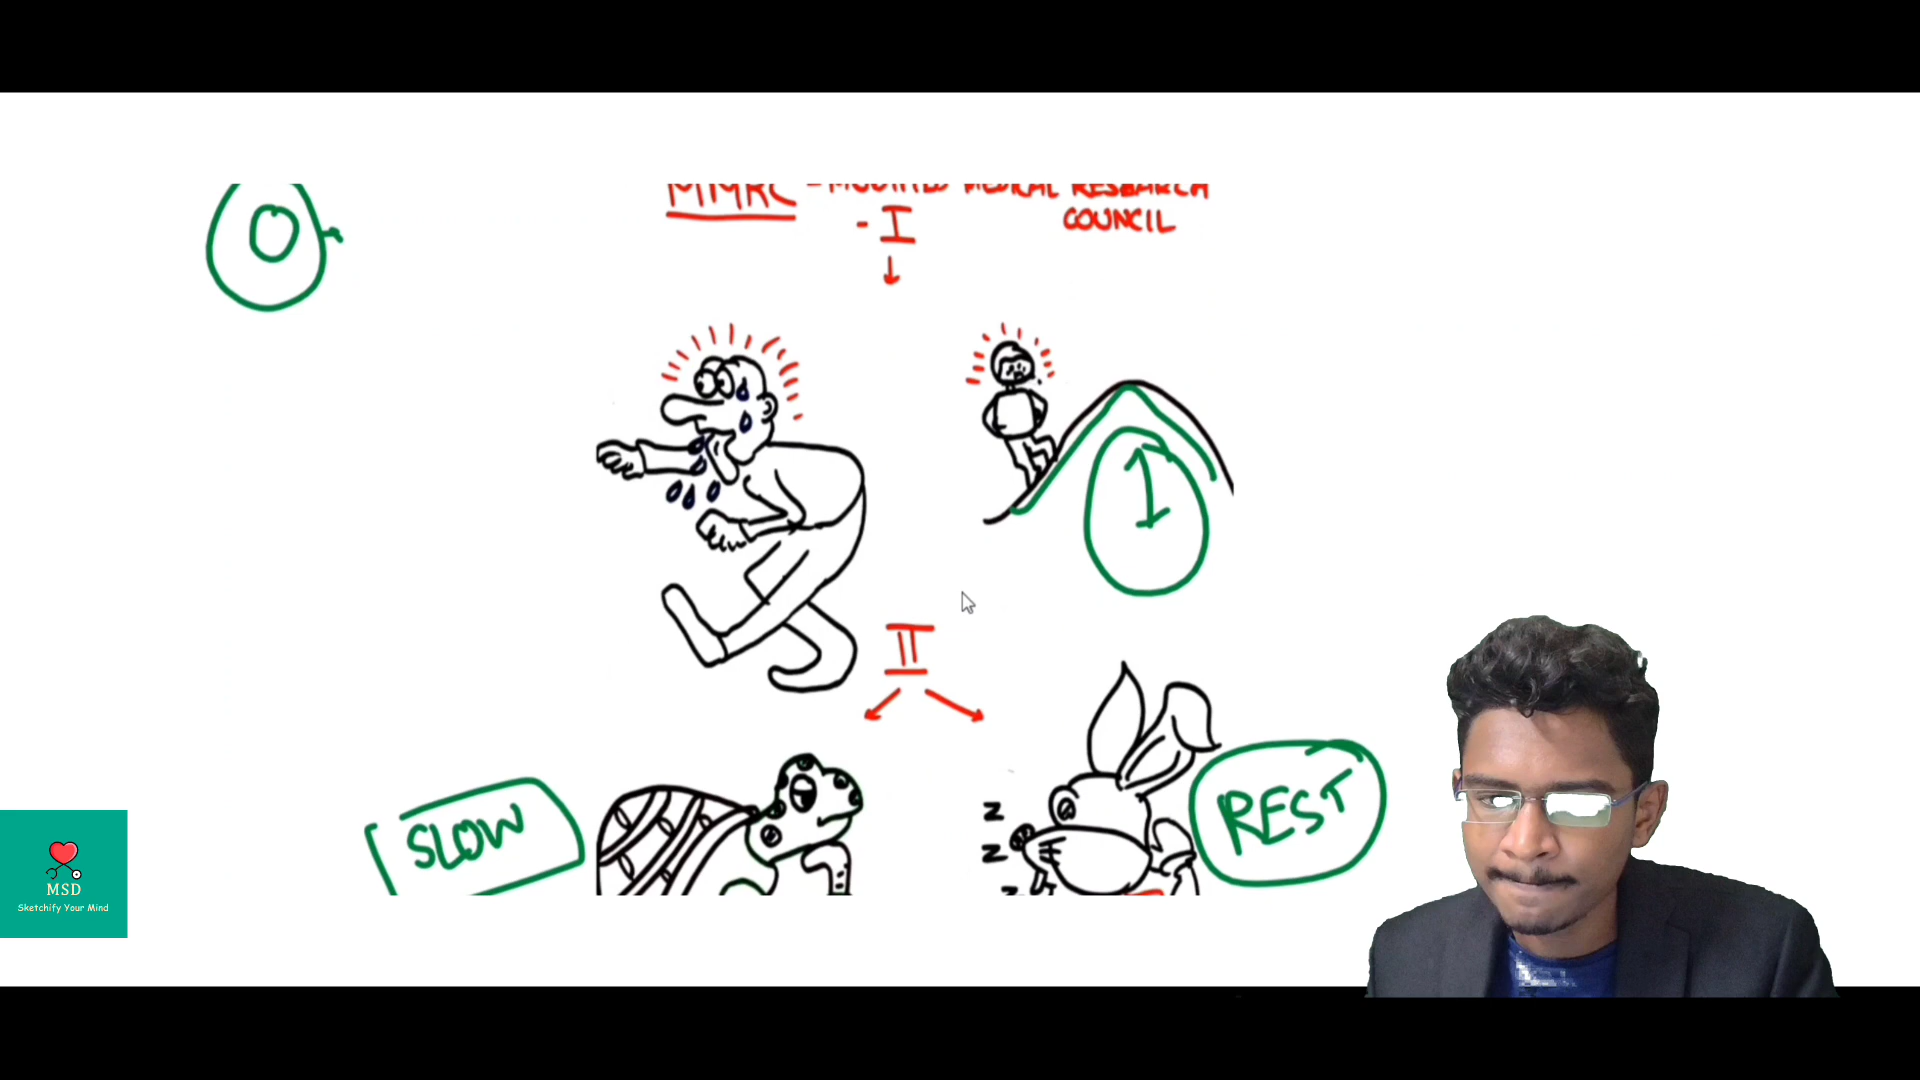 MMRC - MODIFIED MEDICAL RESEARCH
COUNCIL
- I
O
I
II
SLOW
REST
z
z
z
MSD
Sketchify Your Mind